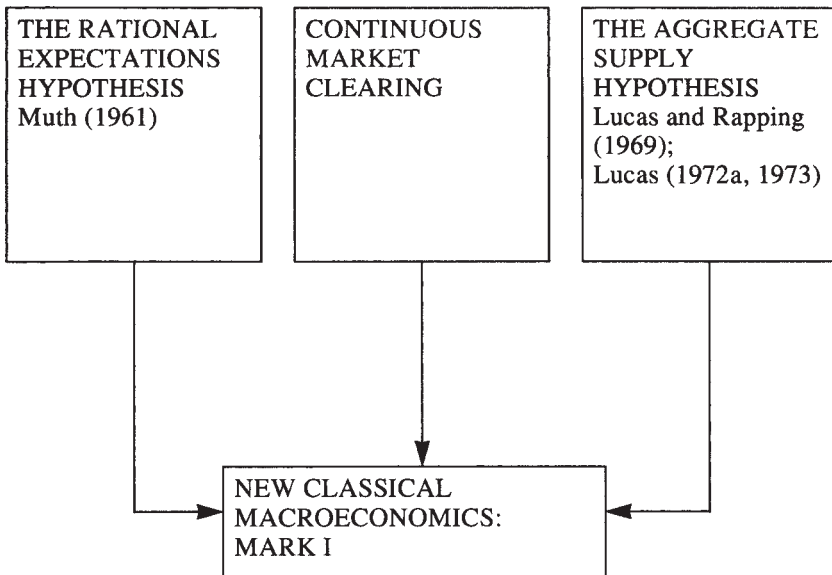 THE RATIONAL
EXPECTATIONS
HYPOTHESIS
Muth (1961)
CONTINUOUS
MARKET
CLEARING
THE AGGREGATE
SUPPLY
HYPOTHESIS
Lucas and Rapping
(1969);
Lucas (1972a, 1973)
NEW CLASSICAL
MACROECONOMICS:
MARK I